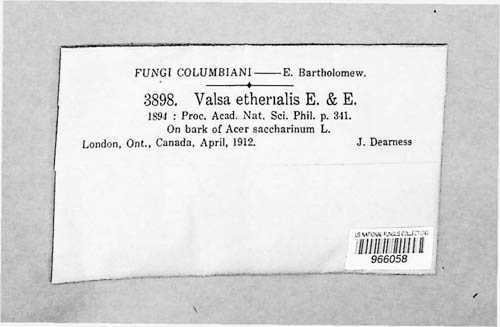 FUNGI COLUMBIANI — E. Bartholomew.
3898. Valsa etherialis E. & E.
1894 : Proc. Acad. Nat. Sci. Phil. p. 341.
On bark of Acer saccharinum L.
London, Ont., Canada, April, 1912. J. Dearness
US NATIONAL FUNGUS COLLECTIONS
966058